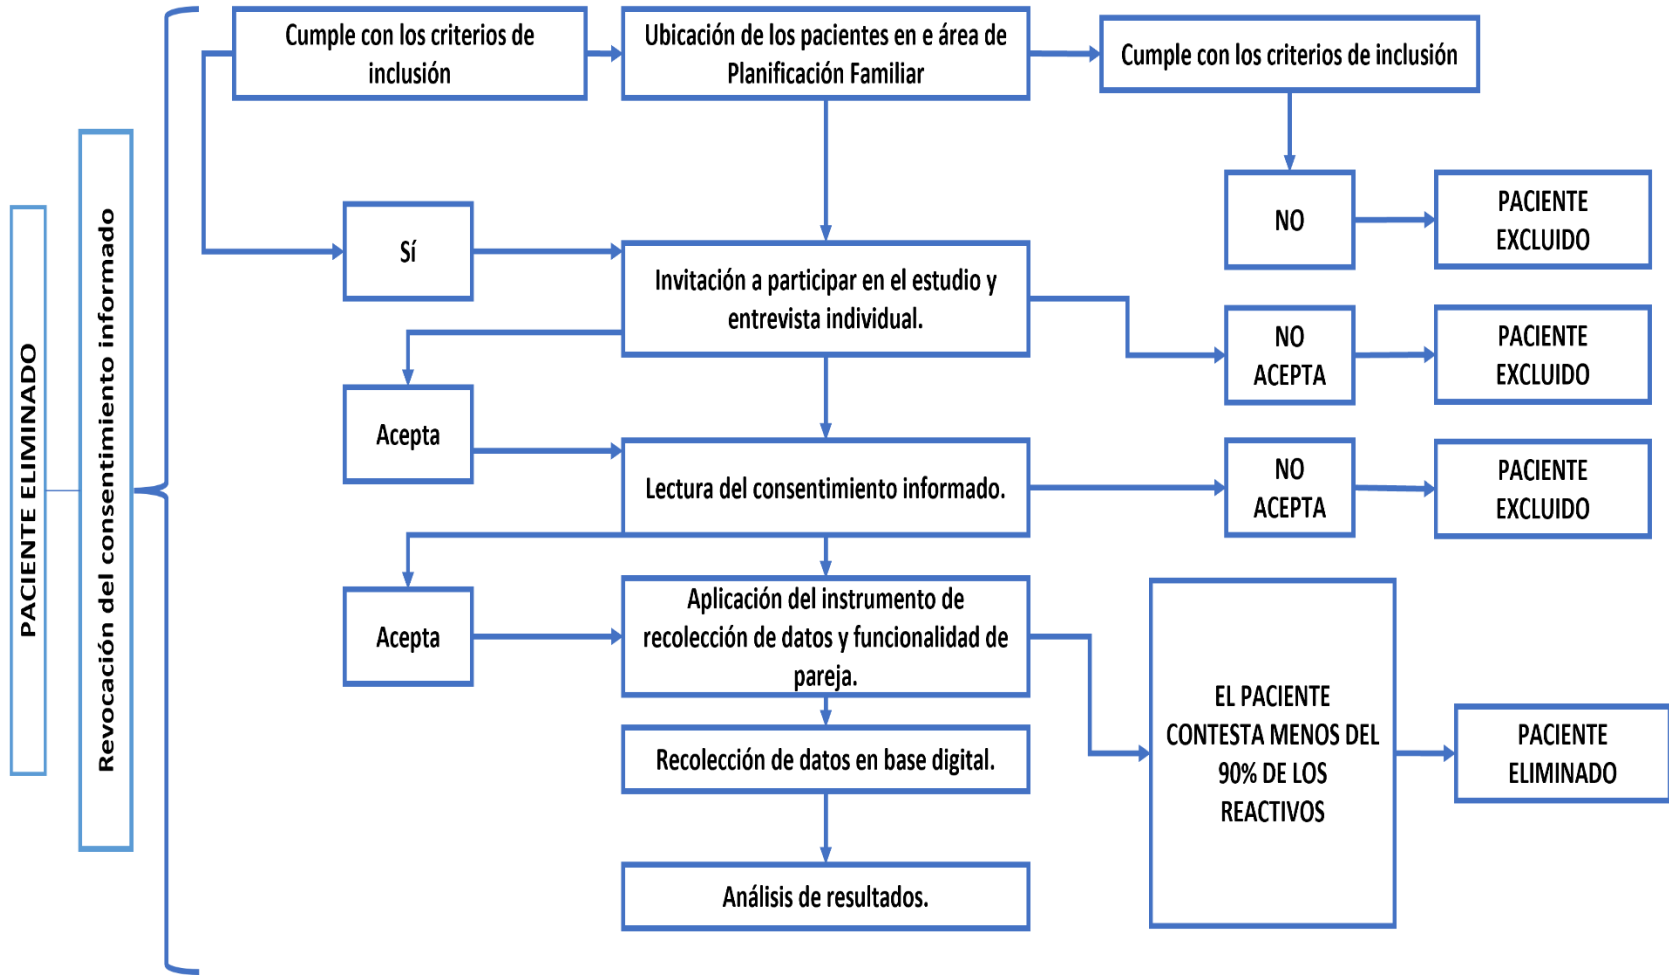 PACIENTE ELIMINADO
Revocación del consentimiento informado
Cumple con los criterios de
inclusión
Ubicación de los pacientes en e área de
Planificación Familiar
Cumple con los criterios de inclusión
Sí
NO
PACIENTE
EXCLUIDO
Invitación a participar en el estudio y
entrevista individual.
NO
ACEPTA
PACIENTE
EXCLUIDO
Acepta
Lectura del consentimiento informado.
NO
ACEPTA
PACIENTE
EXCLUIDO
Acepta
Aplicación del instrumento de
recolección de datos y funcionalidad de
pareja.
EL PACIENTE
CONTESTA MENOS DEL
90% DE LOS
REACTIVOS
PACIENTE
ELIMINADO
Recolección de datos en base digital.
Análisis de resultados.